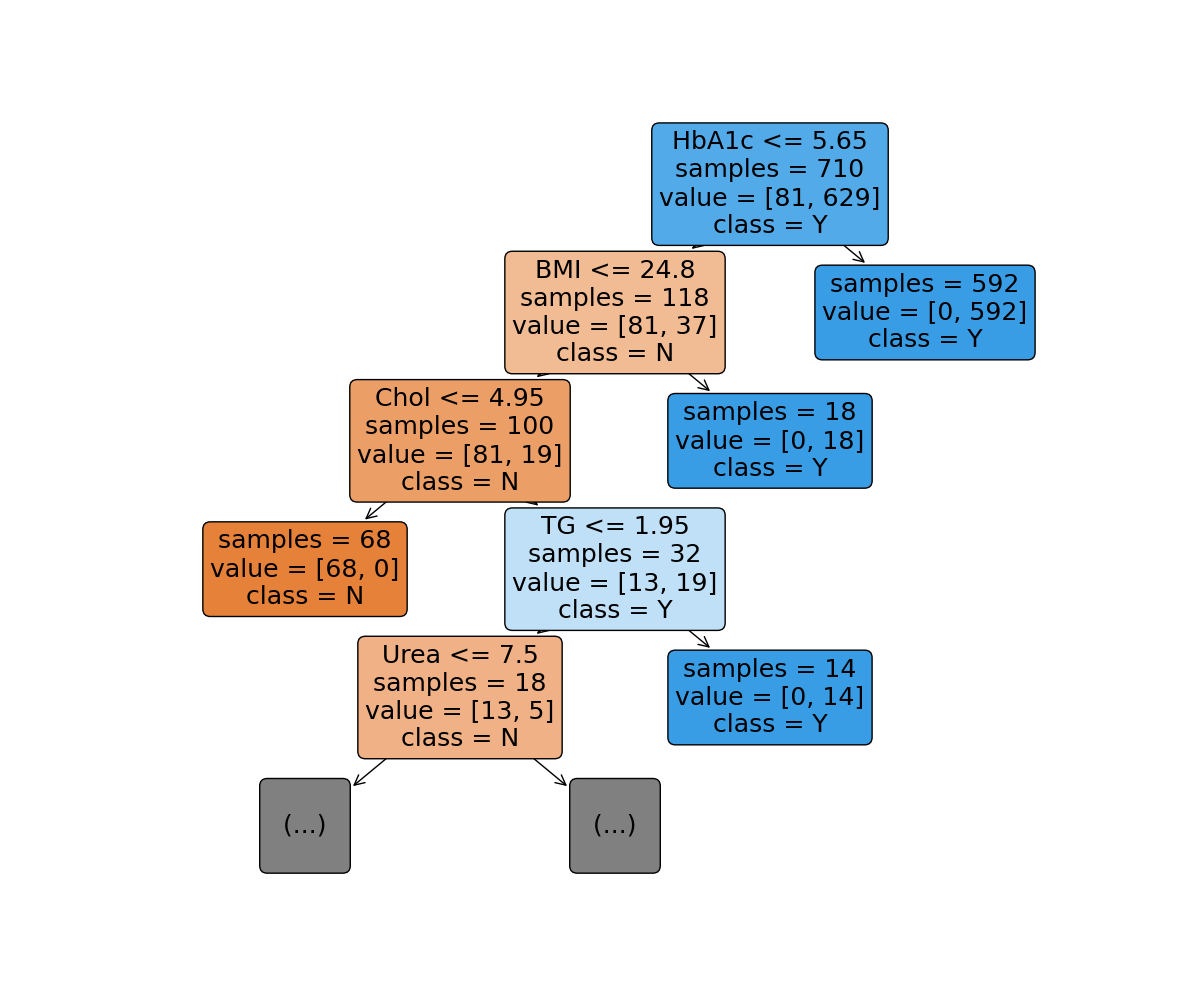 HbA1c <= 5.65
samples = 710
value = [81, 629]
class = Y
BMI <= 24.8
samples = 118
value = [81, 37]
class = N
samples = 592
value = [0, 592]
class = Y
Chol <= 4.95
samples = 100
value = [81, 19]
class = N
samples = 18
value = [0, 18]
class = Y
samples = 68
value = [68, 0]
class = N
TG <= 1.95
samples = 32
value = [13, 19]
class = Y
Urea <= 7.5
samples = 18
value = [13, 5]
class = N
samples = 14
value = [0, 14]
class = Y
(...)
(...)